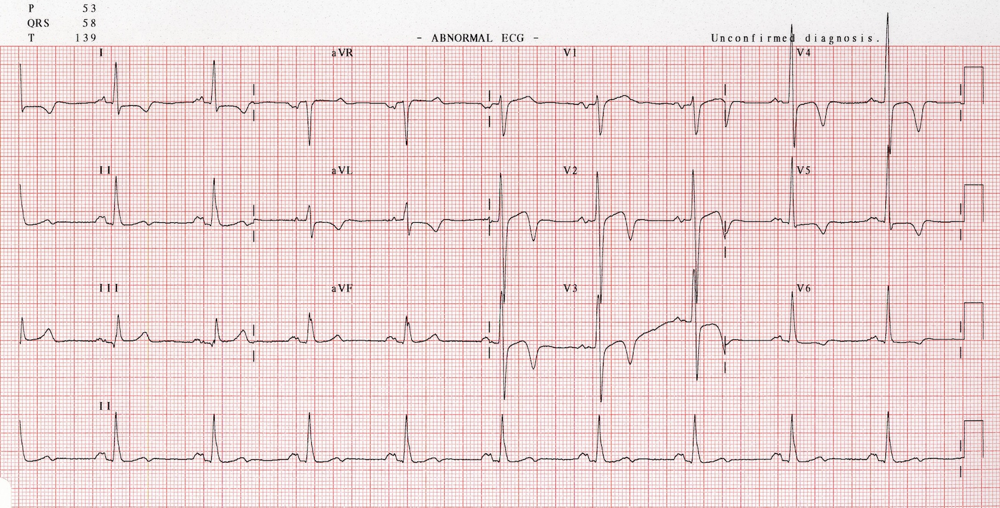 P 53
QRS 58
T 139
- ABNORMAL ECG - Unconfirmed diagnosis.
I aVR V1 V4
II aVL V2 V5
III aVF V3 V6
II